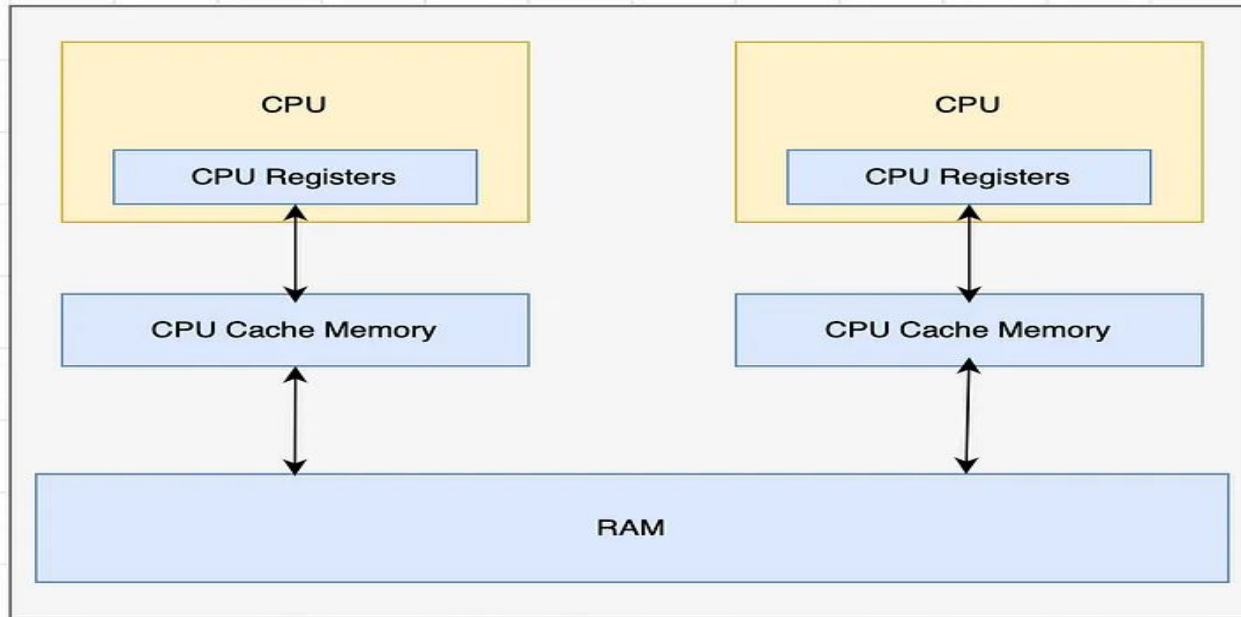 CPU
CPU
CPU Registers
CPU Registers
CPU Cache Memory
CPU Cache Memory
RAM